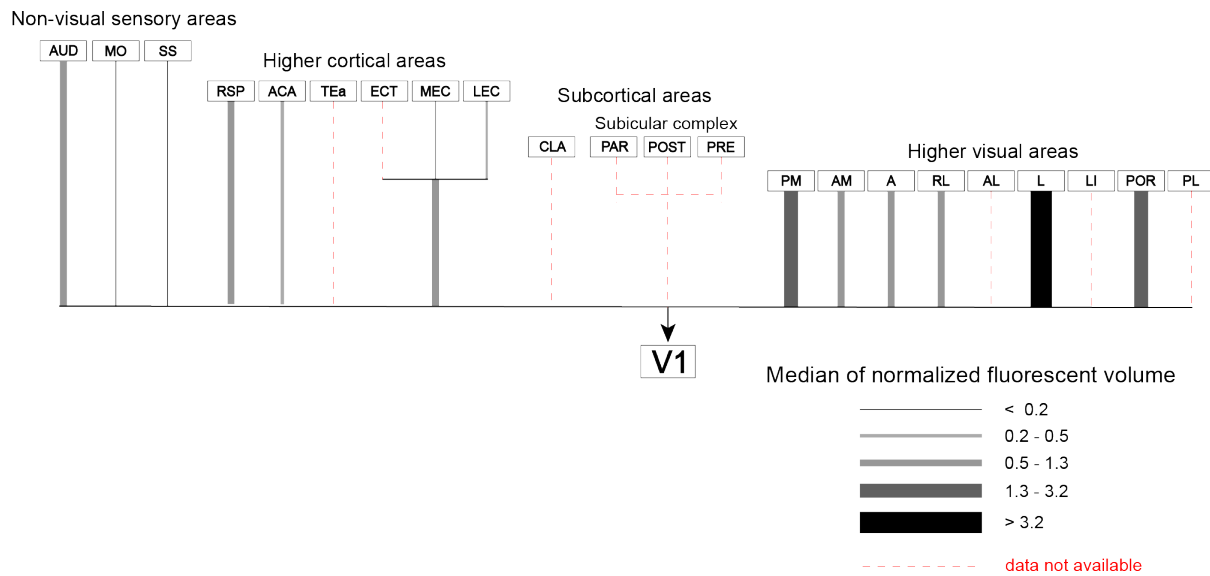 Non-visual sensory areas
AUD MO SS
Higher cortical areas
RSP ACA TEa ECT MEC LEC
Subcortical areas
Subicular complex
CLA PAR POST PRE
Higher visual areas
PM AM A RL AL L LI POR PL
V1
Median of normalized fluorescent volume
< 0.2
0.2 - 0.5
0.5 - 1.3
1.3 - 3.2
> 3.2
data not available